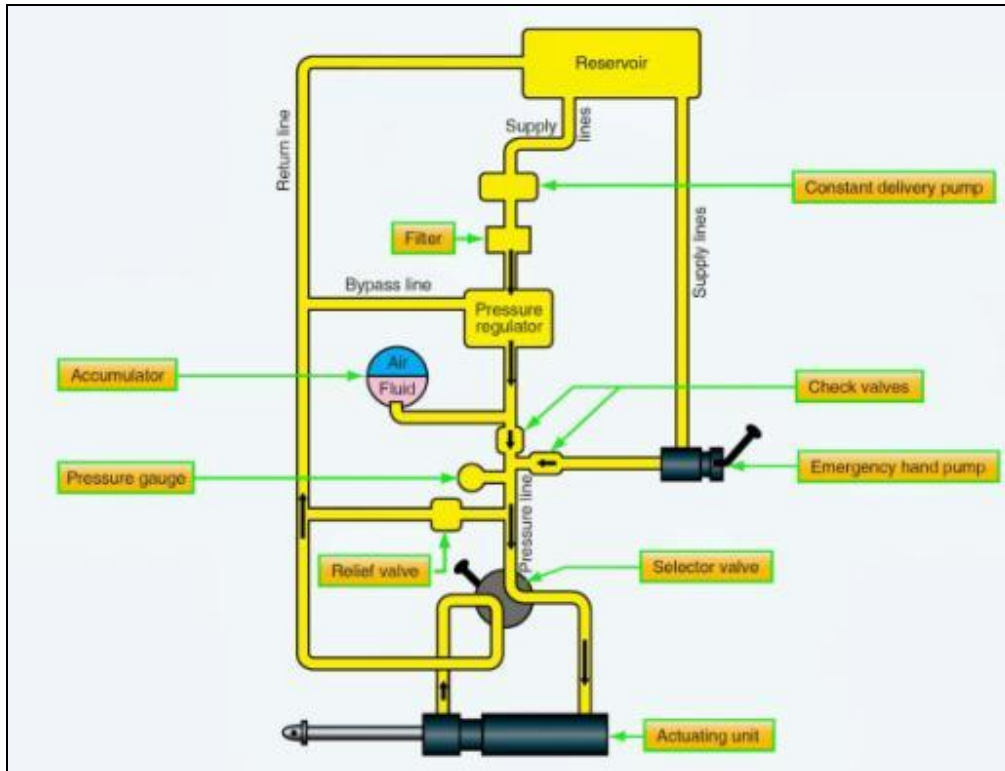 Reservoir
Supply
lines
Return line
Constant delivery pump
Filter
Supply lines
Bypass line
Pressure
regulator
Air
Fluid
Accumulator
Check valves
Pressure gauge
Emergency hand pump
Pressure line
Relief valve
Selector valve
Actuating unit